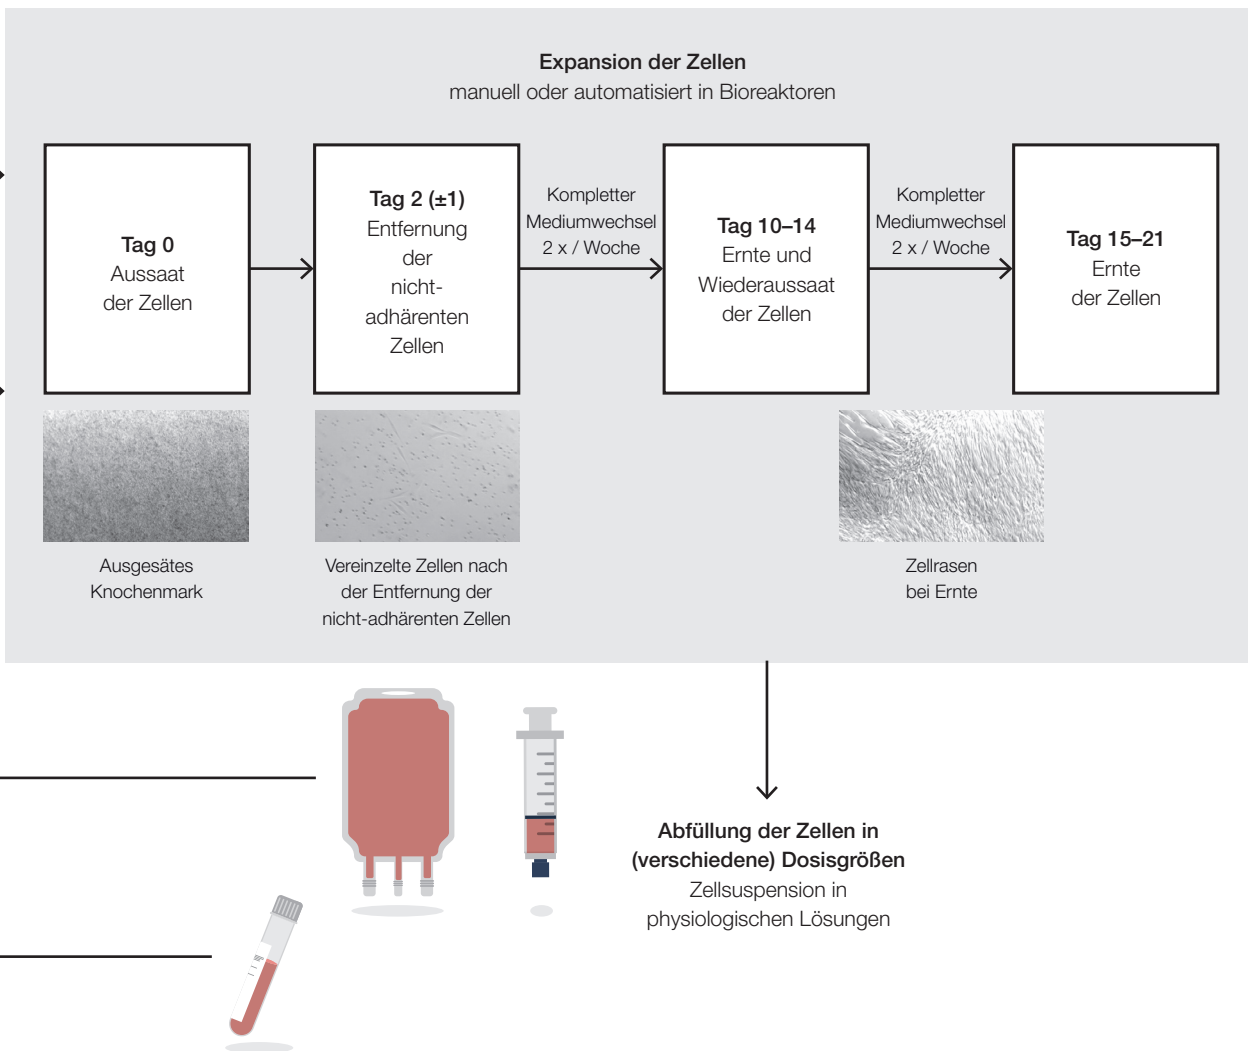 Expansion der Zellen
manuell oder automatisiert in Bioreaktoren
Tag 0
Aussaat
der Zellen
Tag 2 (±1)
Entfernung
der
nicht-
adhärenten
Zellen
Kompletter
Mediumwechsel
2 x / Woche
Tag 10–14
Ernte und
Wiederaussaat
der Zellen
Kompletter
Mediumwechsel
2 x / Woche
Tag 15–21
Ernte
der Zellen
Ausgesätes
Knochenmark
Vereinzelte Zellen nach
der Entfernung der
nicht-adhärenten Zellen
Zellrasen
bei Ernte
Abfüllung der Zellen in
(verschiedene) Dosisgrößen
Zellsuspension in
physiologischen Lösungen